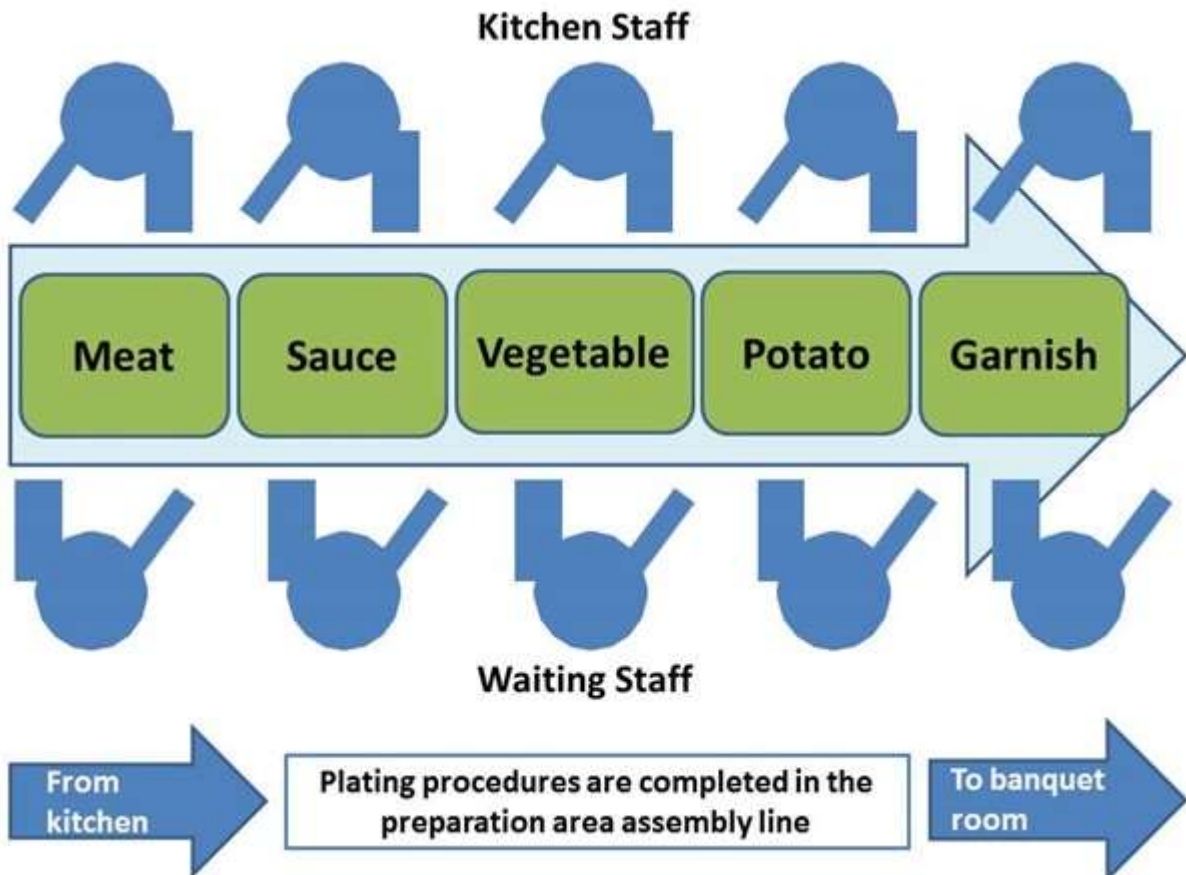 Kitchen Staff
Meat
Sauce
Vegetable
Potato
Garnish
Waiting Staff
From
kitchen
Plating procedures are completed in the
preparation area assembly line
To banquet
room